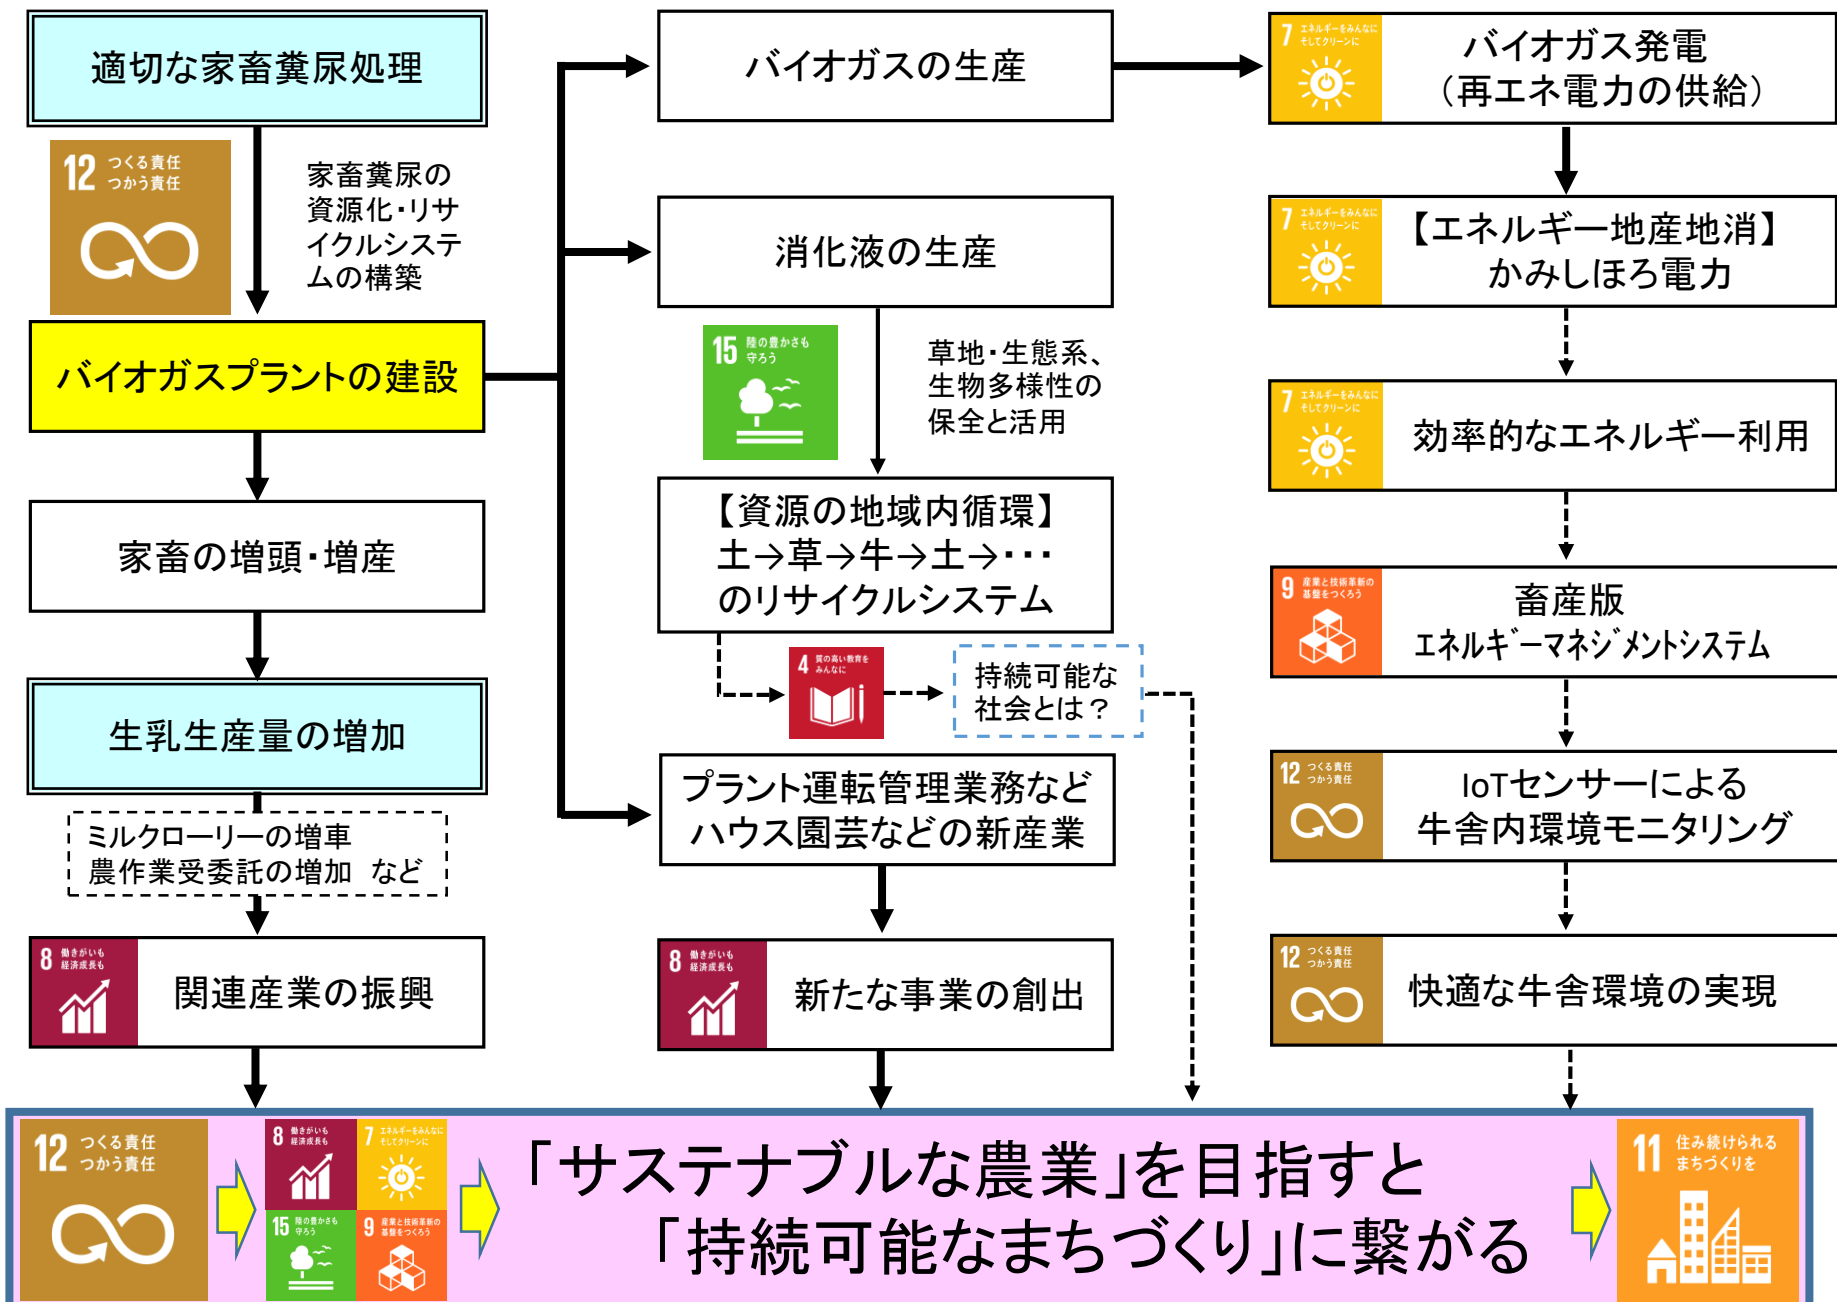 適切な家畜糞尿処理
12 つくる責任
つかう責任
家畜糞尿の
資源化・リサ
イクルシステ
ムの構築
バイオガスプラントの建設
家畜の増頭・増産
生乳生産量の増加
ミルクローリーの増車
農作業受委託の増加 など
8 働きがいも
経済成長も
関連産業の振興
バイオガスの生産
消化液の生産
15 陸の豊かさも
守ろう
草地・生態系、
生物多様性の
保全と活用
【資源の地域内循環】
土→草→牛→土→・・・
のリサイクルシステム
4 質の高い教育を
みんなに
持続可能な
社会とは？
プラント運転管理業務など
ハウス園芸などの新産業
8 働きがいも
経済成長も
新たな事業の創出
7 エネルギーをみんなに
そしてクリーンに
バイオガス発電
（再エネ電力の供給）
7 エネルギーをみんなに
そしてクリーンに
【エネルギー地産地消】
かみしほろ電力
7 エネルギーをみんなに
そしてクリーンに
効率的なエネルギー利用
9 産業と技術革新の
基盤をつくろう
畜産版
ｴﾈﾙｷﾞｰﾏﾈｼﾞﾒﾝﾄｼｽﾃﾑ
12 つくる責任
つかう責任
IoTセンサーによる
牛舎内環境モニタリング
12 つくる責任
つかう責任
快適な牛舎環境の実現
12 つくる責任
つかう責任
8 働きがいも
経済成長も
7 エネルギーをみんなに
そしてクリーンに
15 陸の豊かさも
守ろう
9 産業と技術革新の
基盤をつくろう
「サステナブルな農業」を目指すと
「持続可能なまちづくり」に繋がる
11 住み続けられる
まちづくりを